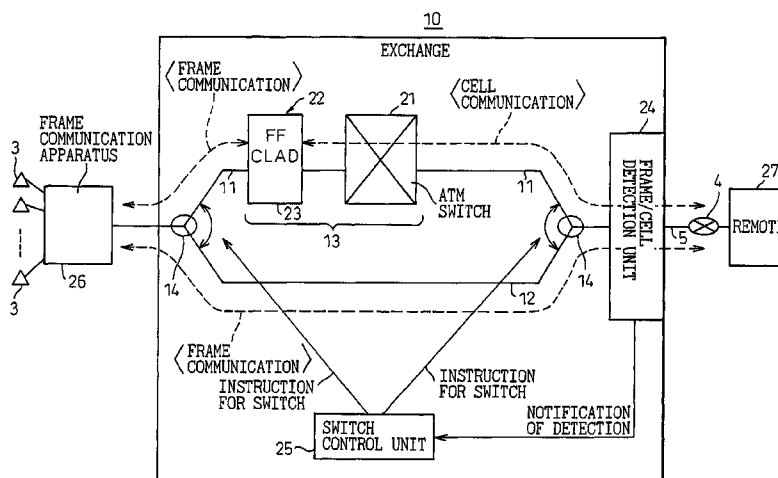 10
EXCHANGE
<FRAME
COMMUNICATION>
22
21
<CELL
COMMUNICATION>
24
FRAME COMMUNICATION
APPARATUS
FF
CLAD
ATM
SWITCH
FRAME/CELL
DETECTION UNIT
27
3
11
23
13
11
4
REMOTE
5
26
14
14
3
12
<FRAME
COMMUNICATION>
INSTRUCTION
FOR SWITCH
INSTRUCTION
FOR SWITCH
NOTIFICATION
OF DETECTION
SWITCH
CONTROL UNIT
25